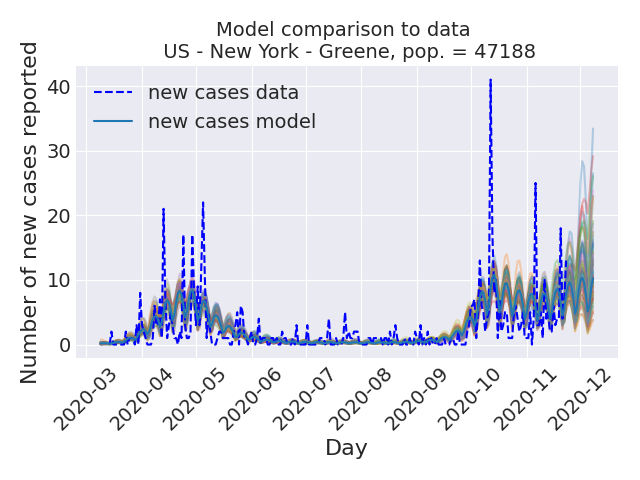 Model comparison to data
US - New York - Greene, pop. = 47188
Number of new cases reported
40
30
20
10
0
new cases data
new cases model
2020-03
2020-04
2020-05
2020-06
2020-07
2020-08
2020-09
2020-10
2020-11
2020-12
Day